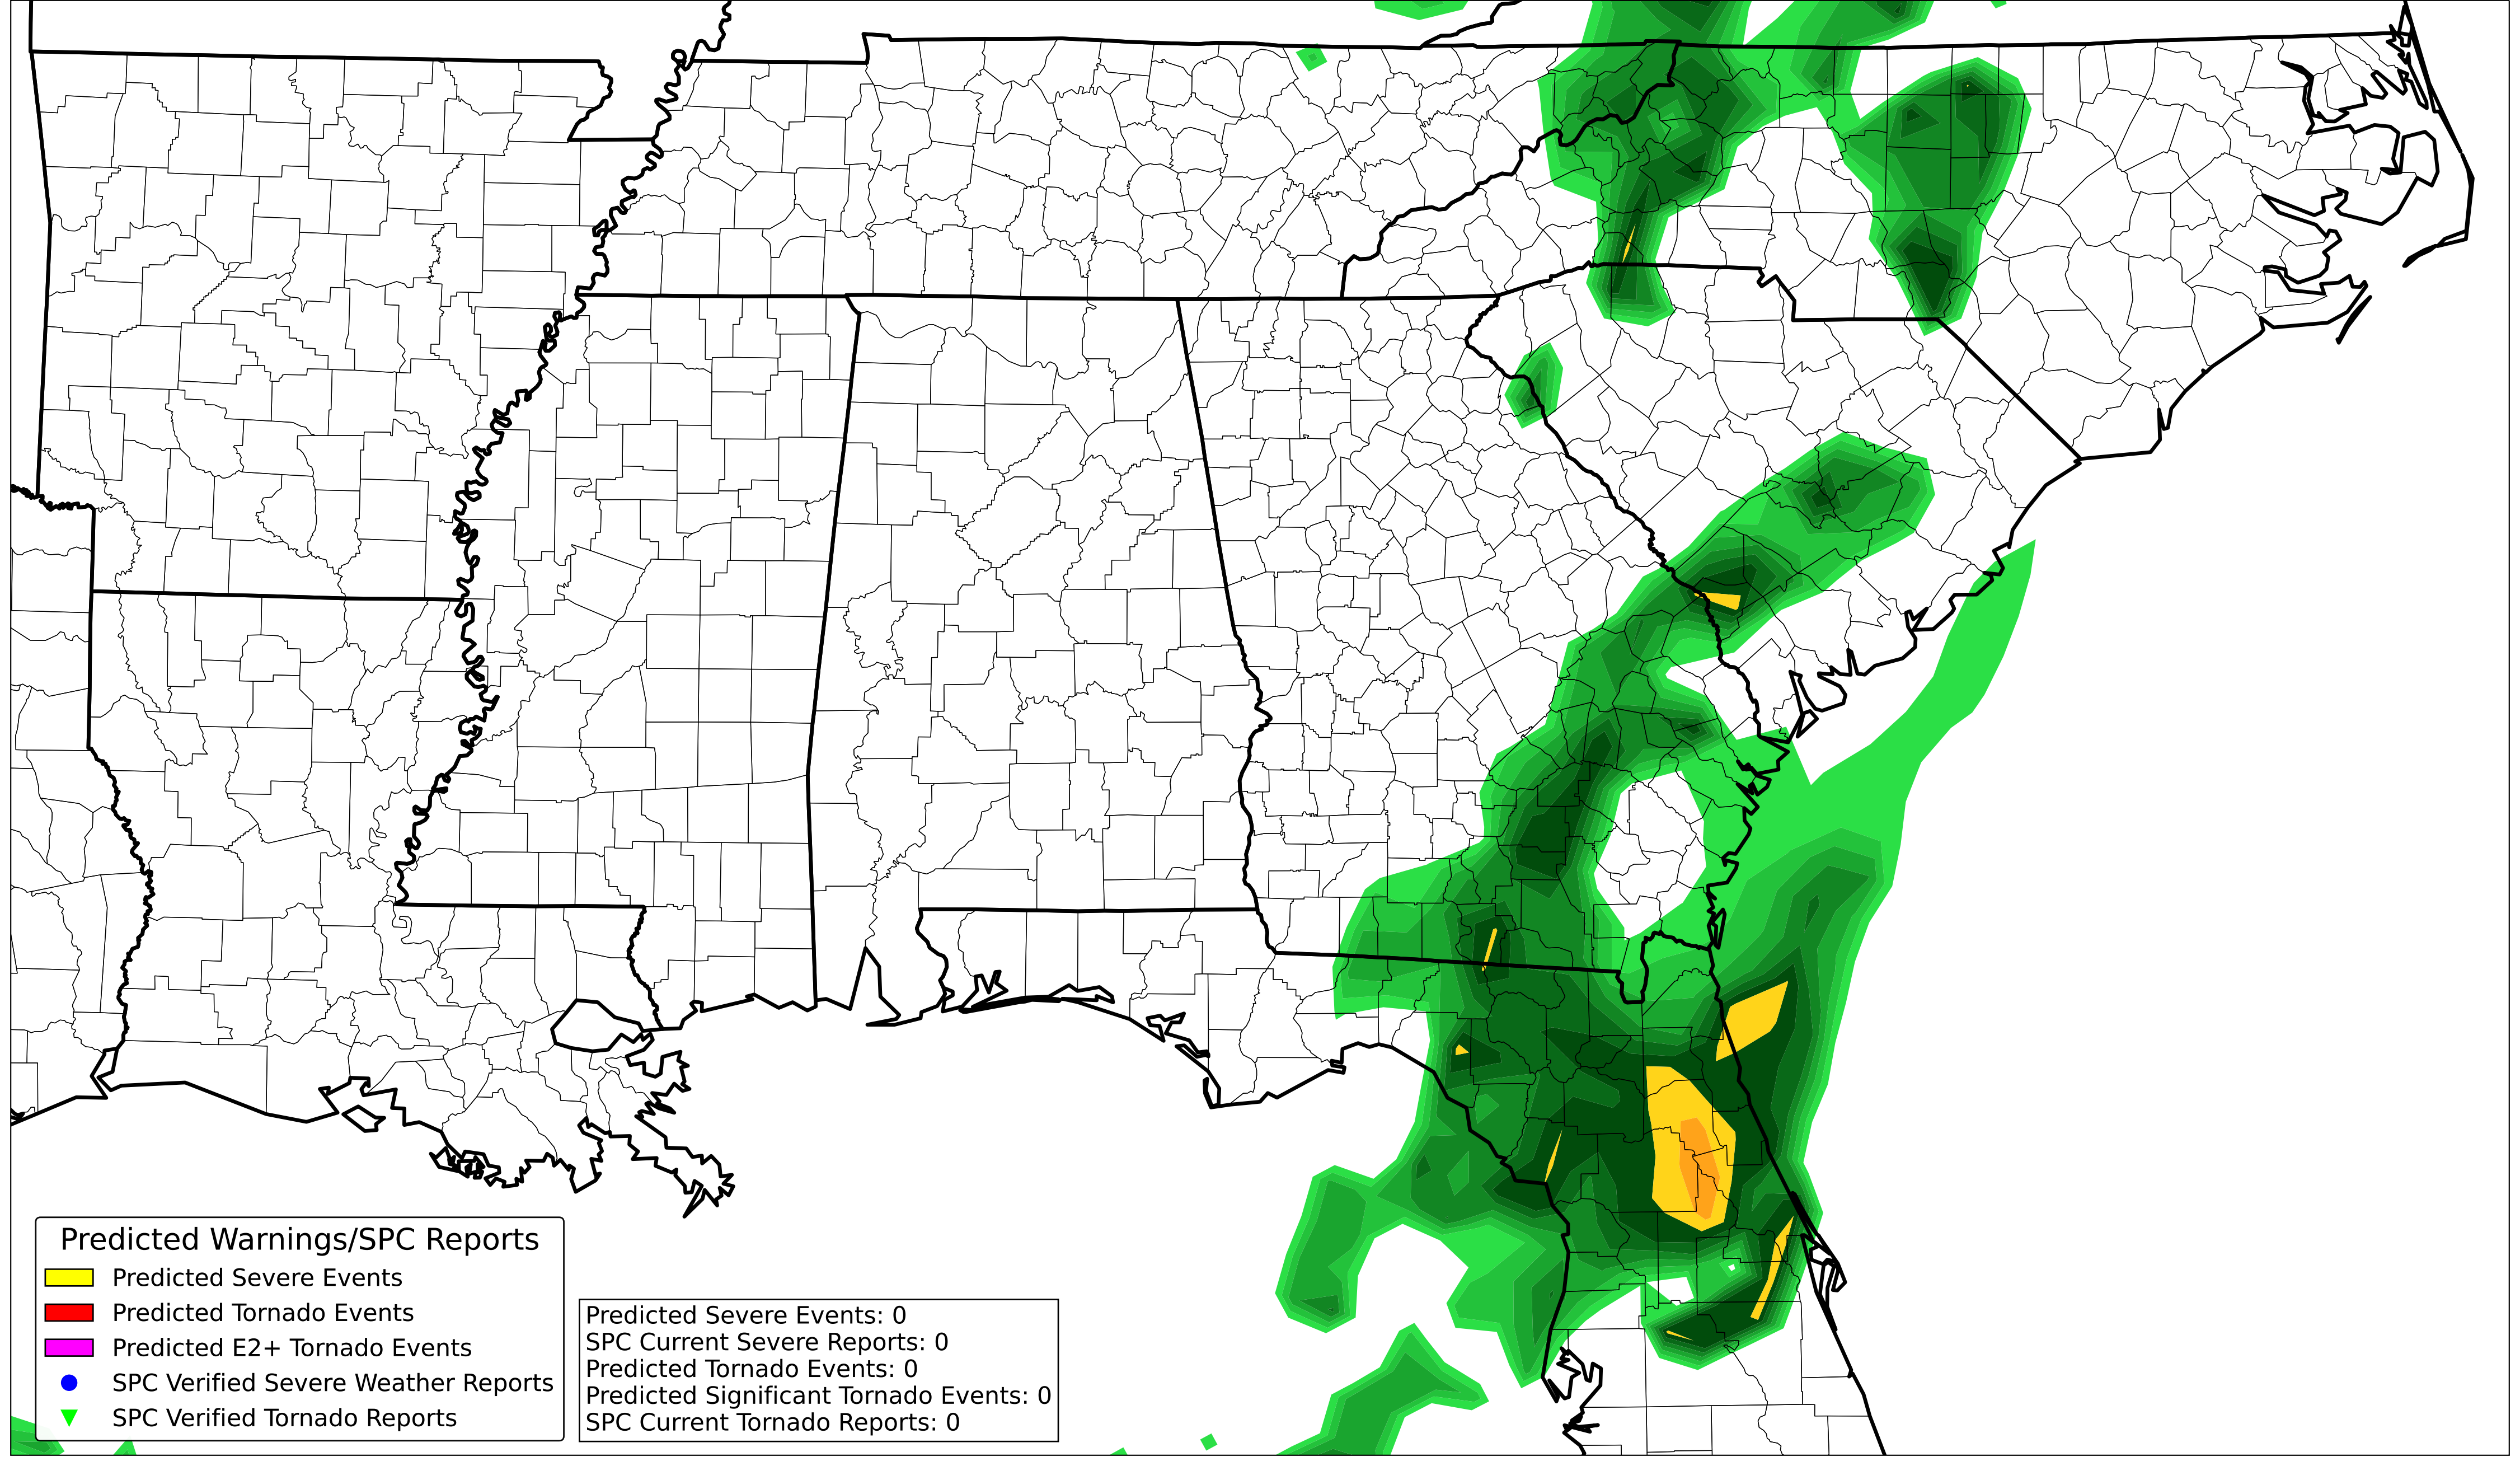 Predicted Warnings/SPC Reports
Predicted Severe Events
Predicted Tornado Events
Predicted E2+ Tornado Events
SPC Verified Severe Weather Reports
SPC Verified Tornado Reports
Predicted Severe Events: 0
SPC Current Severe Reports: 0
Predicted Tornado Events: 0
Predicted Significant Tornado Events: 0
SPC Current Tornado Reports: 0